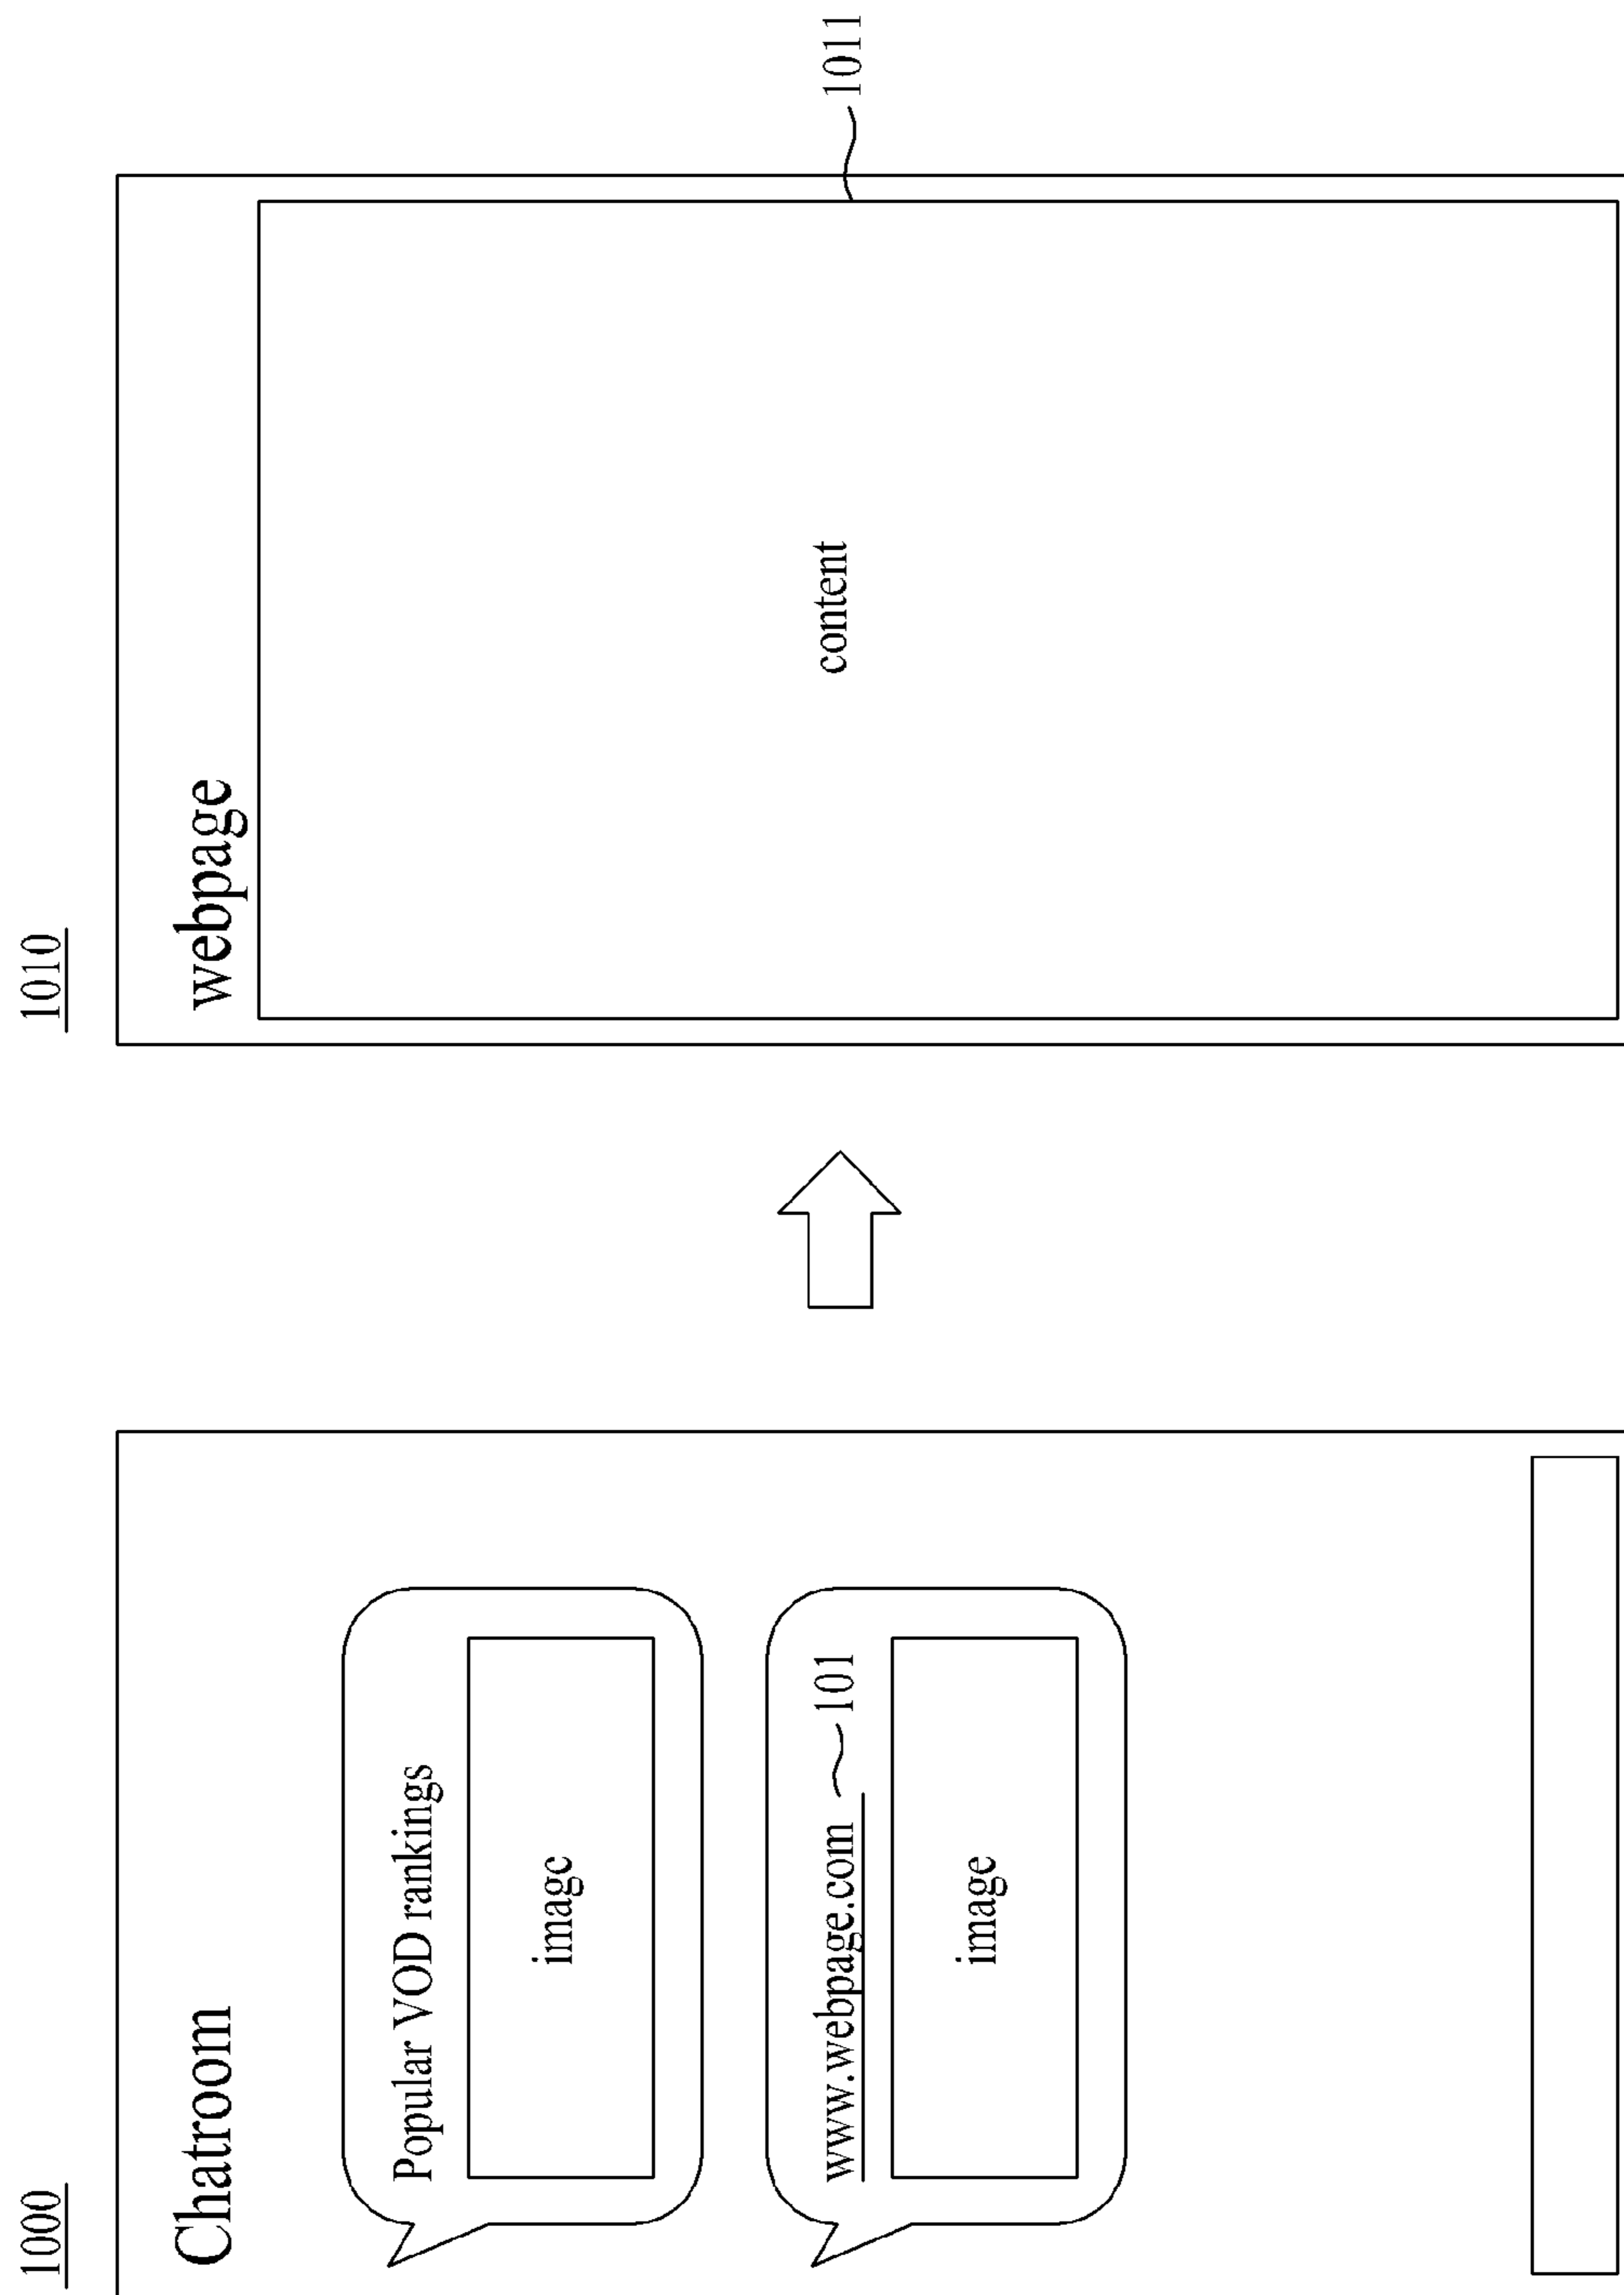 1000
Chatroom
Popular VOD rankings
image
www.webpage.com
101
image
1010
webpage
content
1011